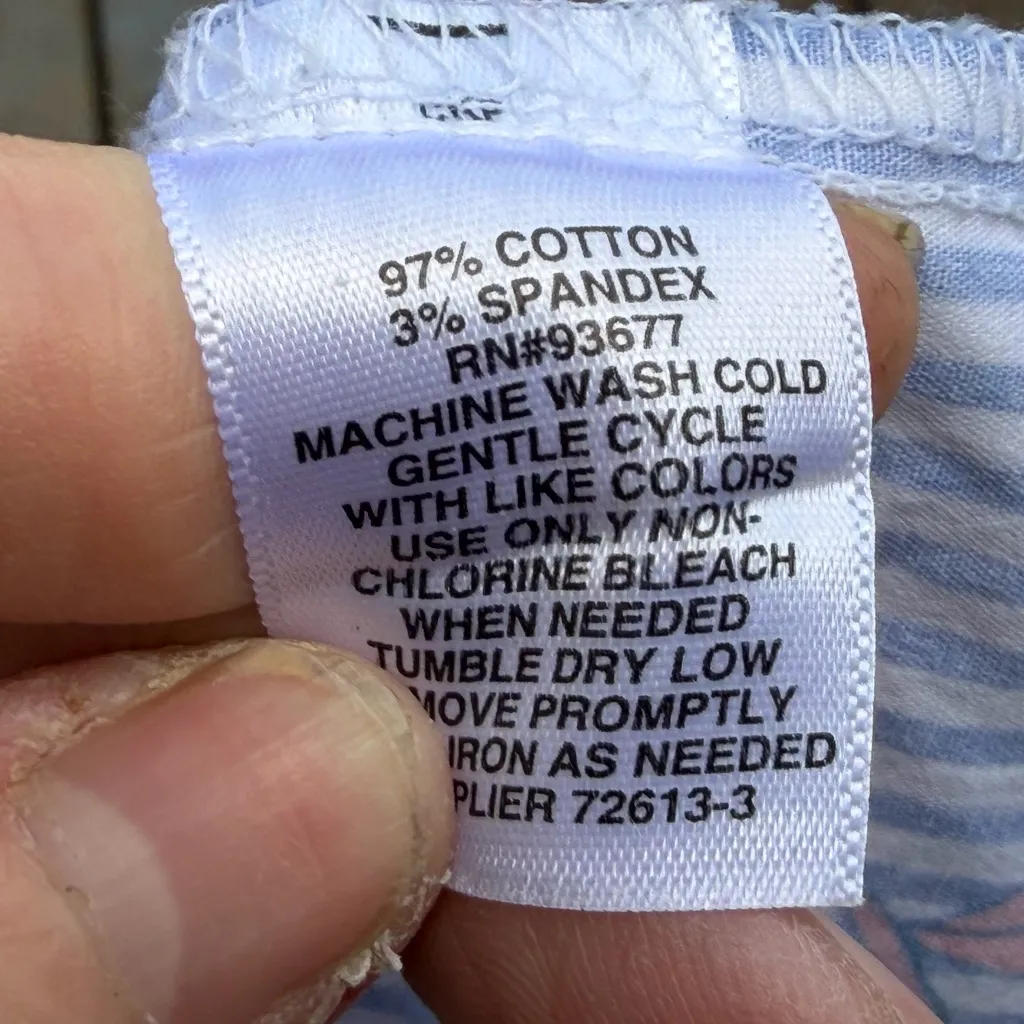 97% COTTON
3% SPANDEX
RN#93677
MACHINE WASH COLD
GENTLE CYCLE
WITH LIKE COLORS
USE ONLY NON-
CHLORINE BLEACH
WHEN NEEDED
TUMBLE DRY LOW
MOVE PROMPTLY
IRON AS NEEDED
PLIER 72613-3